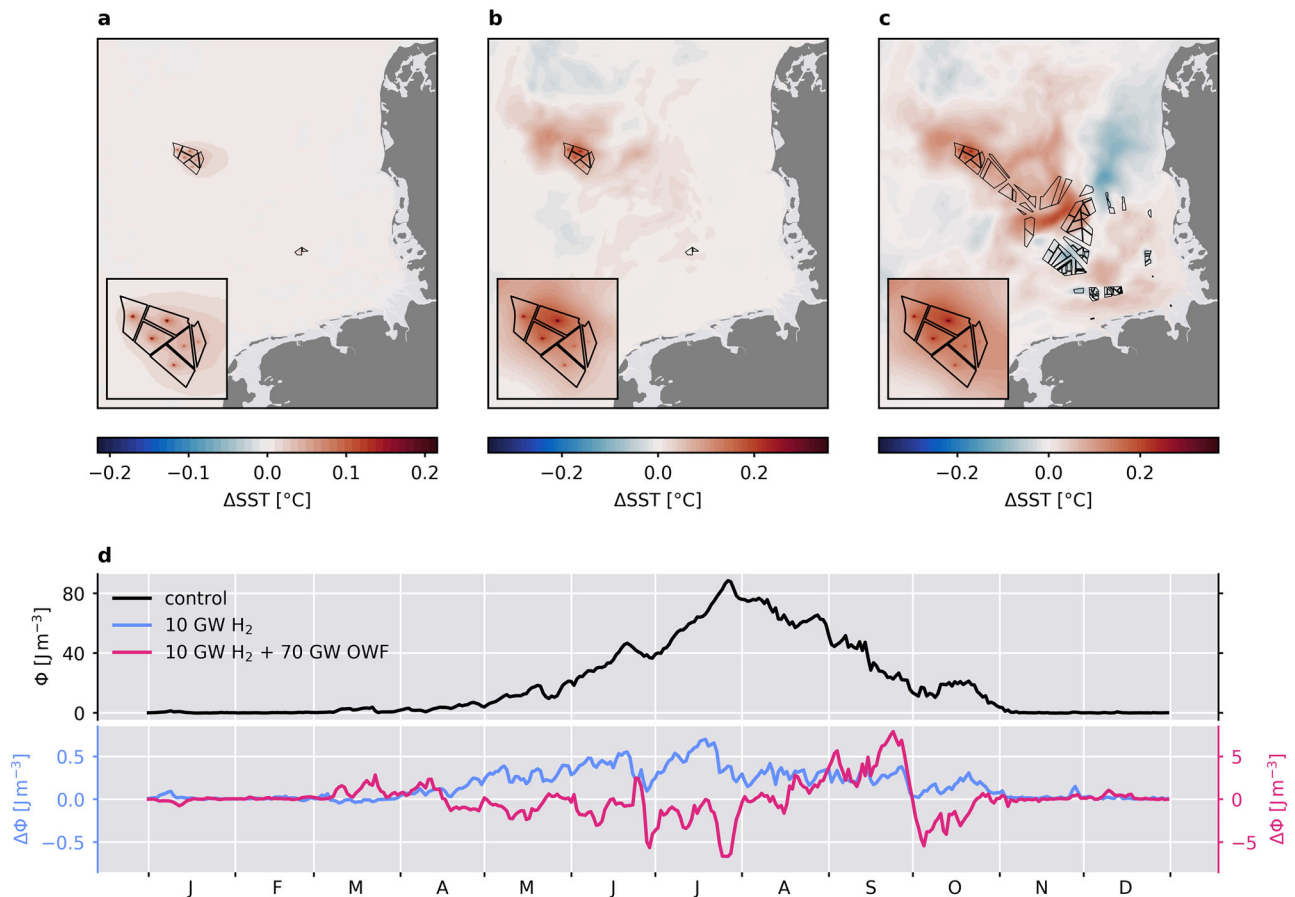 a b c
−0.2 −0.1 0.0 0.1 0.2
ΔSST [°C]
−0.2 0.0 0.2
ΔSST [°C]
−0.2 0.0 0.2
ΔSST [°C]
d
Φ [J m⁻³]
80
40
0
control
10 GW H₂
10 GW H₂ + 70 GW OWF
ΔΦ [J m⁻³]
0.5
0.0
−0.5
5
0
−5
ΔΦ [J m⁻³]
J F M A M J J A S O N D